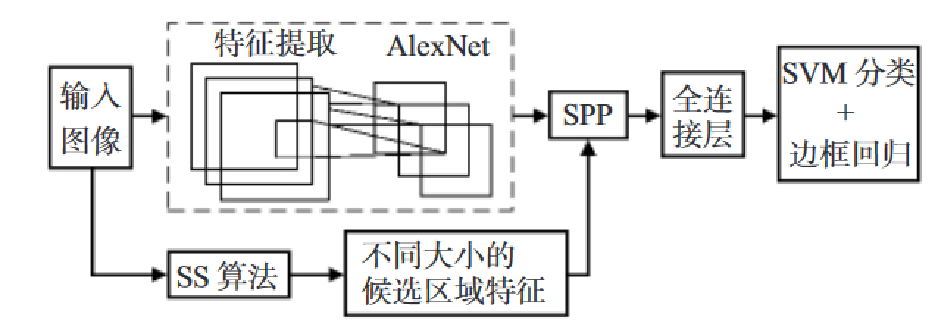 输入
图像
特征提取
AlexNet
SPP
全连
接层
SVM 分类
+
边框回归
SS 算法
不同大小的
候选区域特征